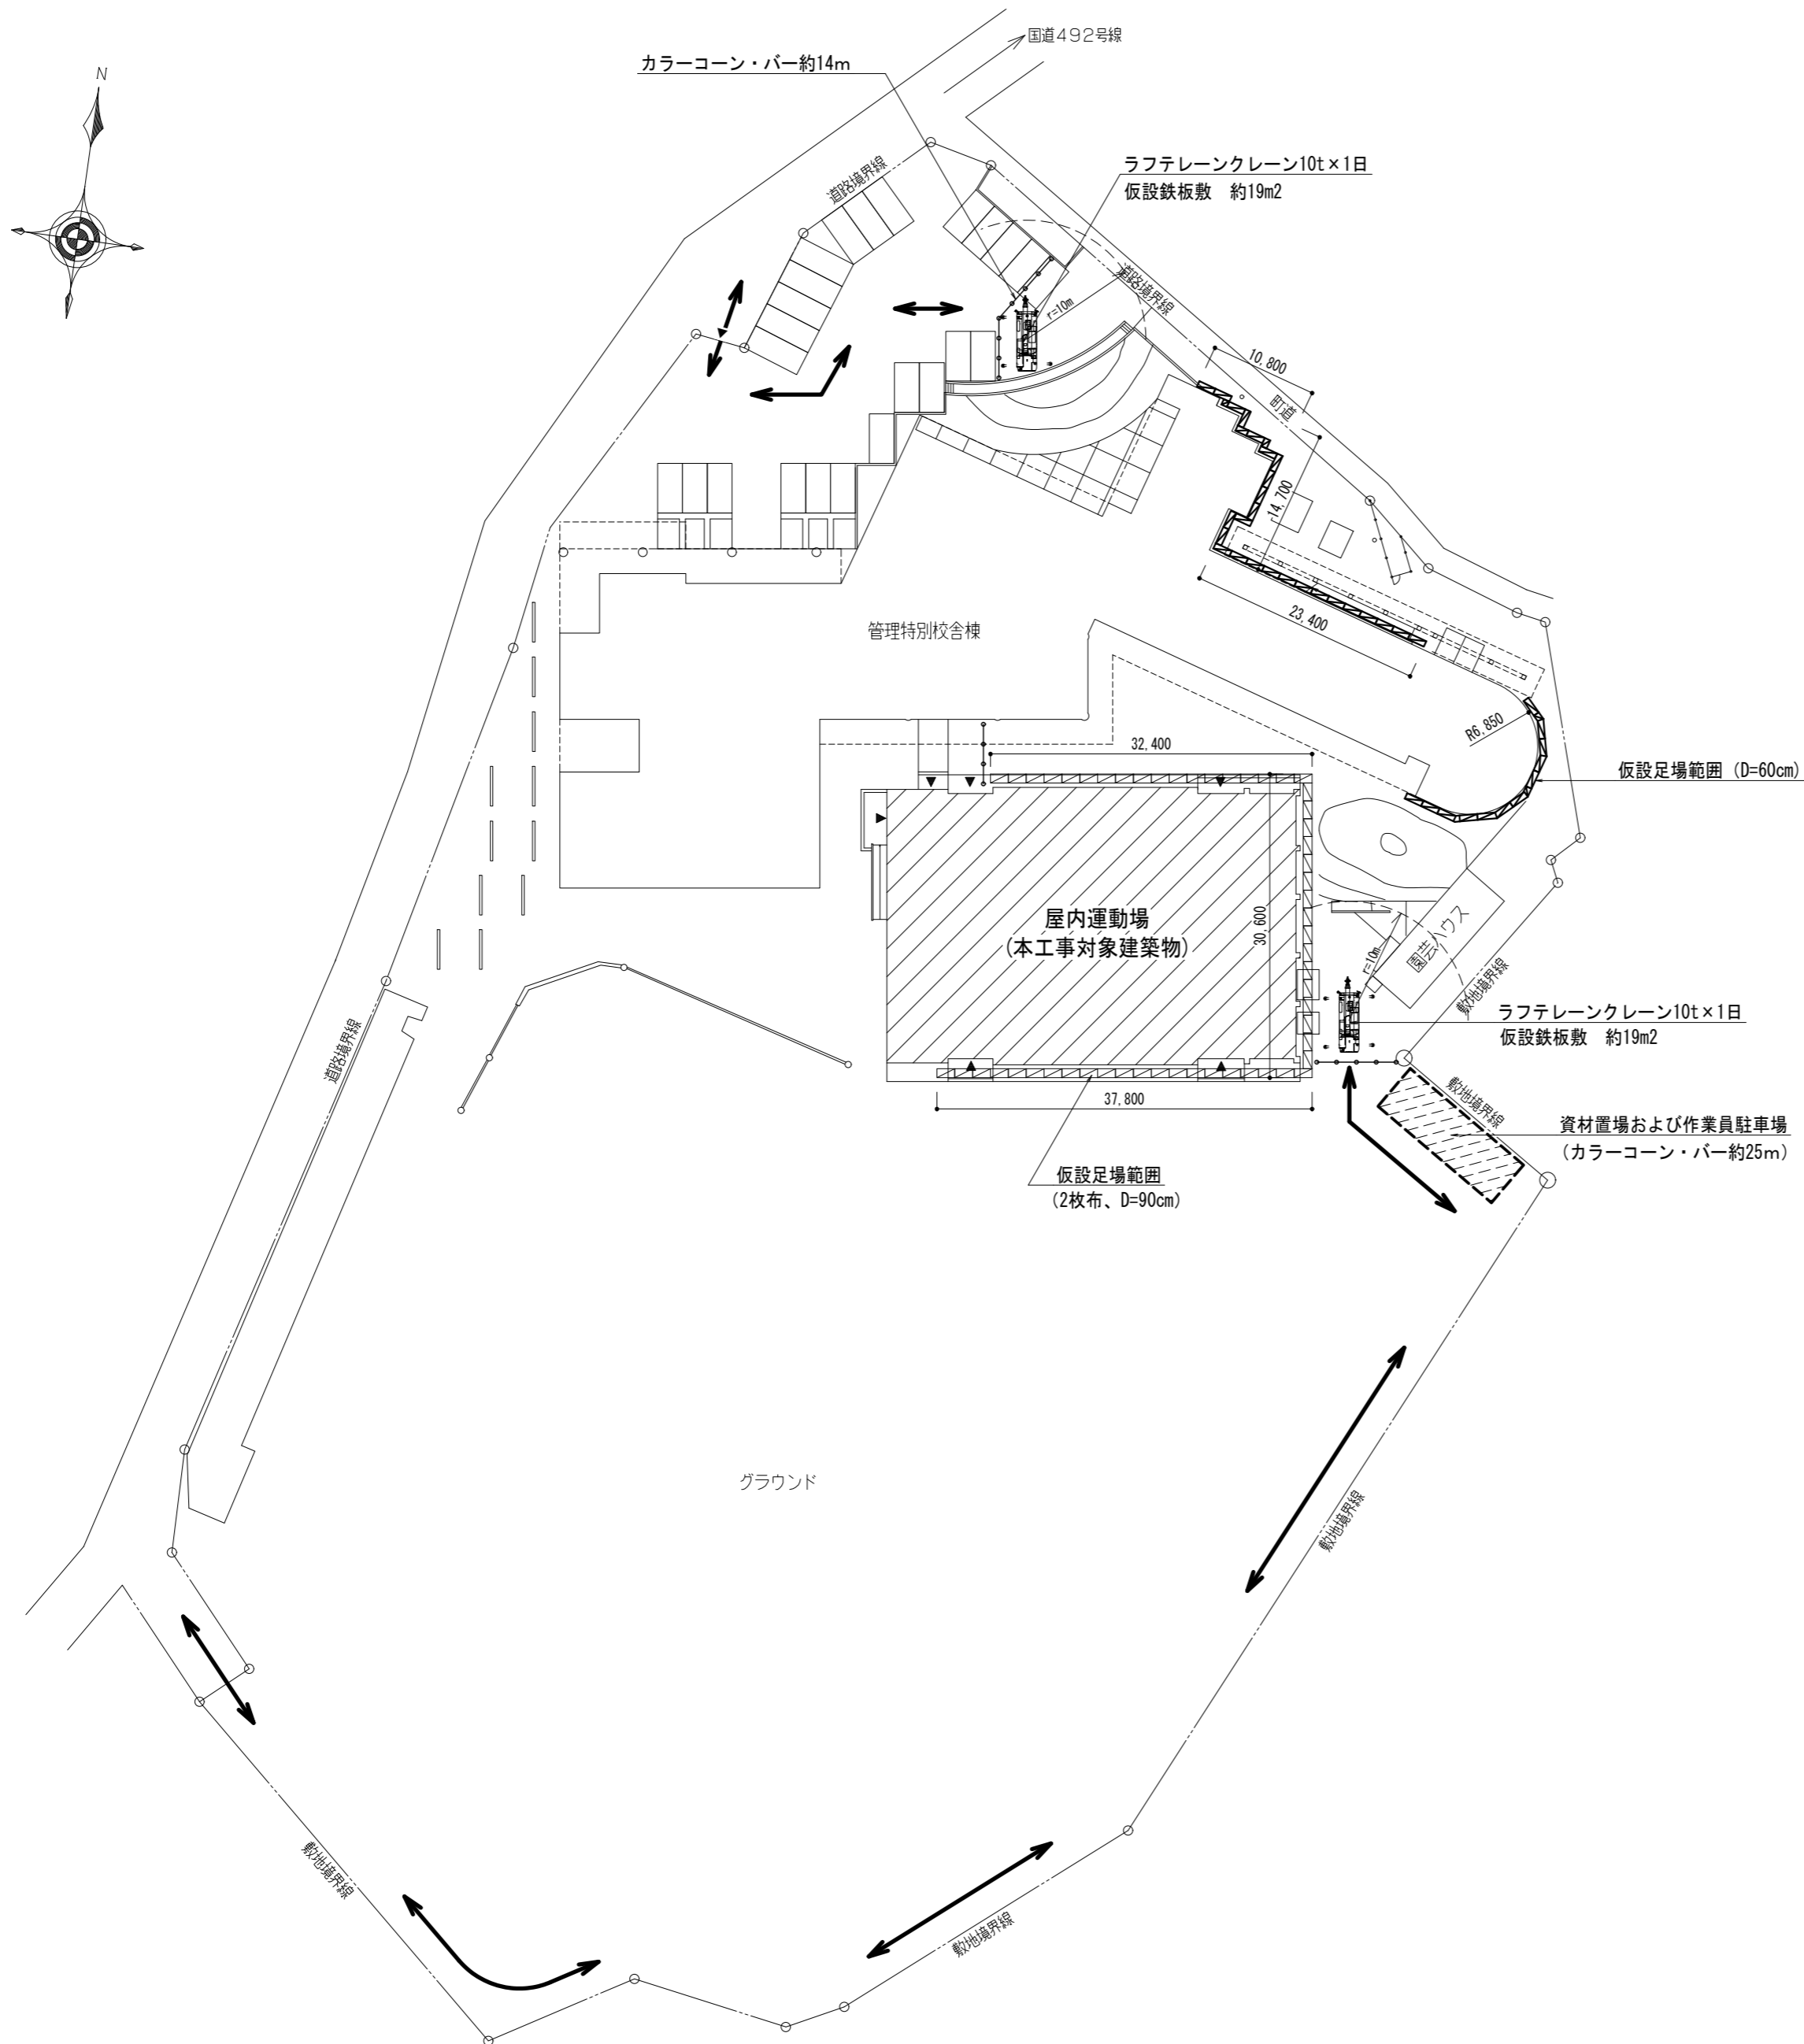 国道492号線
カラーコーン・バー約14m
N
ラフテレーンクレーン10t×1日
仮設鉄板敷　約19m2
道路境界線
道路境界線
r=10m
10,800
町道
14,700
23,400
管理特別校舎棟
R6,850
32,400
仮設足場範囲 (D=60cm)
屋内運動場
(本工事対象建築物)
30,600
園芸ハウス
r=10m
敷地境界線
ラフテレーンクレーン10t×1日
仮設鉄板敷　約19m2
道路境界線
37,800
敷地境界線
資材置場および作業員駐車場
(カラーコーン・バー約25m)
仮設足場範囲
(2枚布、D=90cm)
グラウンド
敷地境界線
敷地境界線
敷地境界線